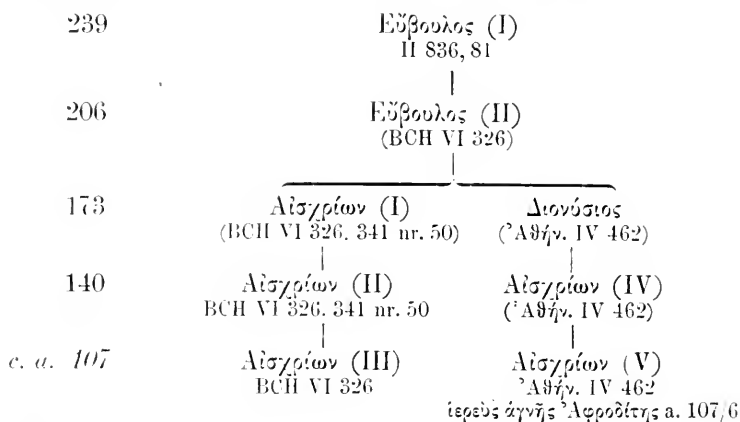 239 Εὔβουλος (I)
II 836, 81
206 Εὔβουλος (II)
(BCH VI 326)
173 Αἰσχρίων (I) Διονύσιος
(BCH VI 326. 341 nr. 50) (Ἀθήν. IV 462)
140 Αἰσχρίων (II) Αἰσχρίων (IV)
BCH VI 326. 341 nr. 50 (Ἀθήν. IV 462)
c. a. 107 Αἰσχρίων (III) Αἰσχρίων (V)
BCH VI 326 Ἀθήν. IV 462
ἱερεὺς ἁγνῆς Ἀφροδίτης a. 107/6